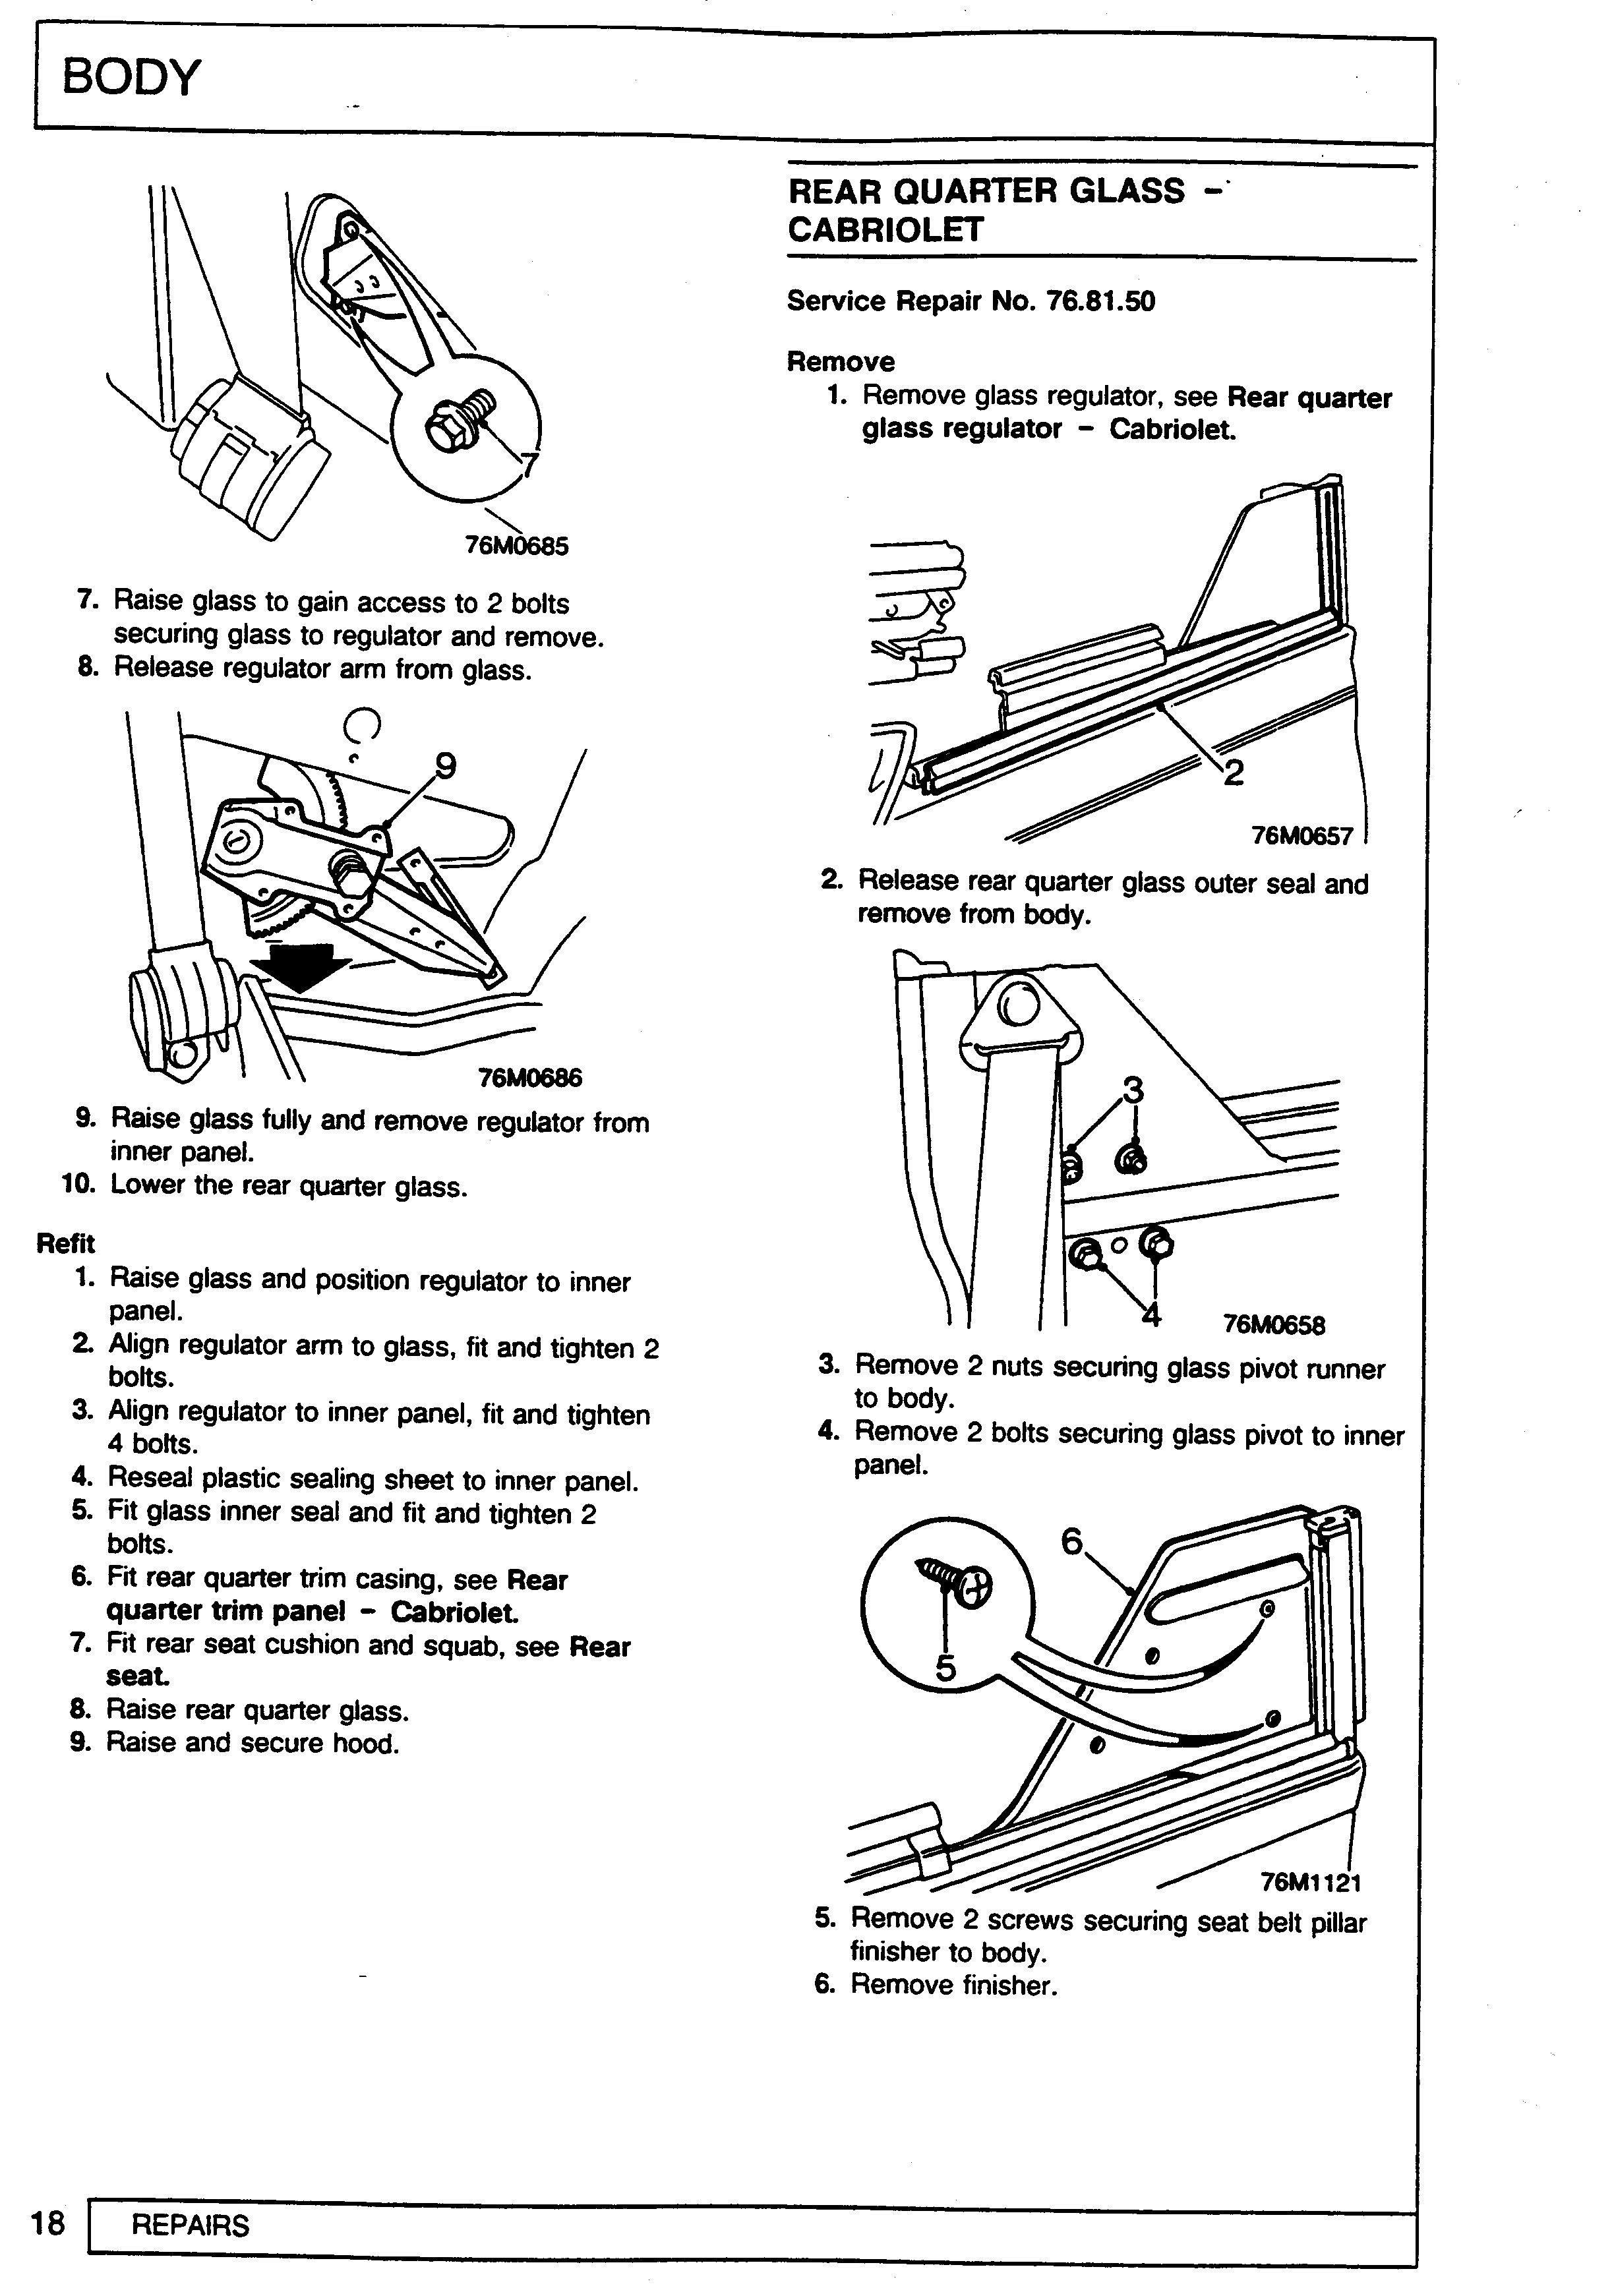 BODY
7
76M0685
7. Raise glass to gain access to 2 bolts
securing glass to regulator and remove.
8. Release regulator arm from glass.
9
76M0686
9. Raise glass fully and remove regulator from
inner panel.
10. Lower the rear quarter glass.
Refit
1. Raise glass and position regulator to inner
panel.
2. Align regulator arm to glass, fit and tighten 2
bolts.
3. Align regulator to inner panel, fit and tighten
4 bolts.
4. Reseal plastic sealing sheet to inner panel.
5. Fit glass inner seal and fit and tighten 2
bolts.
6. Fit rear quarter trim casing, see Rear
quarter trim panel - Cabriolet.
7. Fit rear seat cushion and squab, see Rear
seat.
8. Raise rear quarter glass.
9. Raise and secure hood.
REAR QUARTER GLASS -
CABRIOLET
Service Repair No. 76.81.50
Remove
1. Remove glass regulator, see Rear quarter
glass regulator - Cabriolet.
2
76M0657
2. Release rear quarter glass outer seal and
remove from body.
3
4
76M0658
3. Remove 2 nuts securing glass pivot runner
to body.
4. Remove 2 bolts securing glass pivot to inner
panel.
6
5
76M1121
5. Remove 2 screws securing seat belt pillar
finisher to body.
6. Remove finisher.
18 REPAIRS